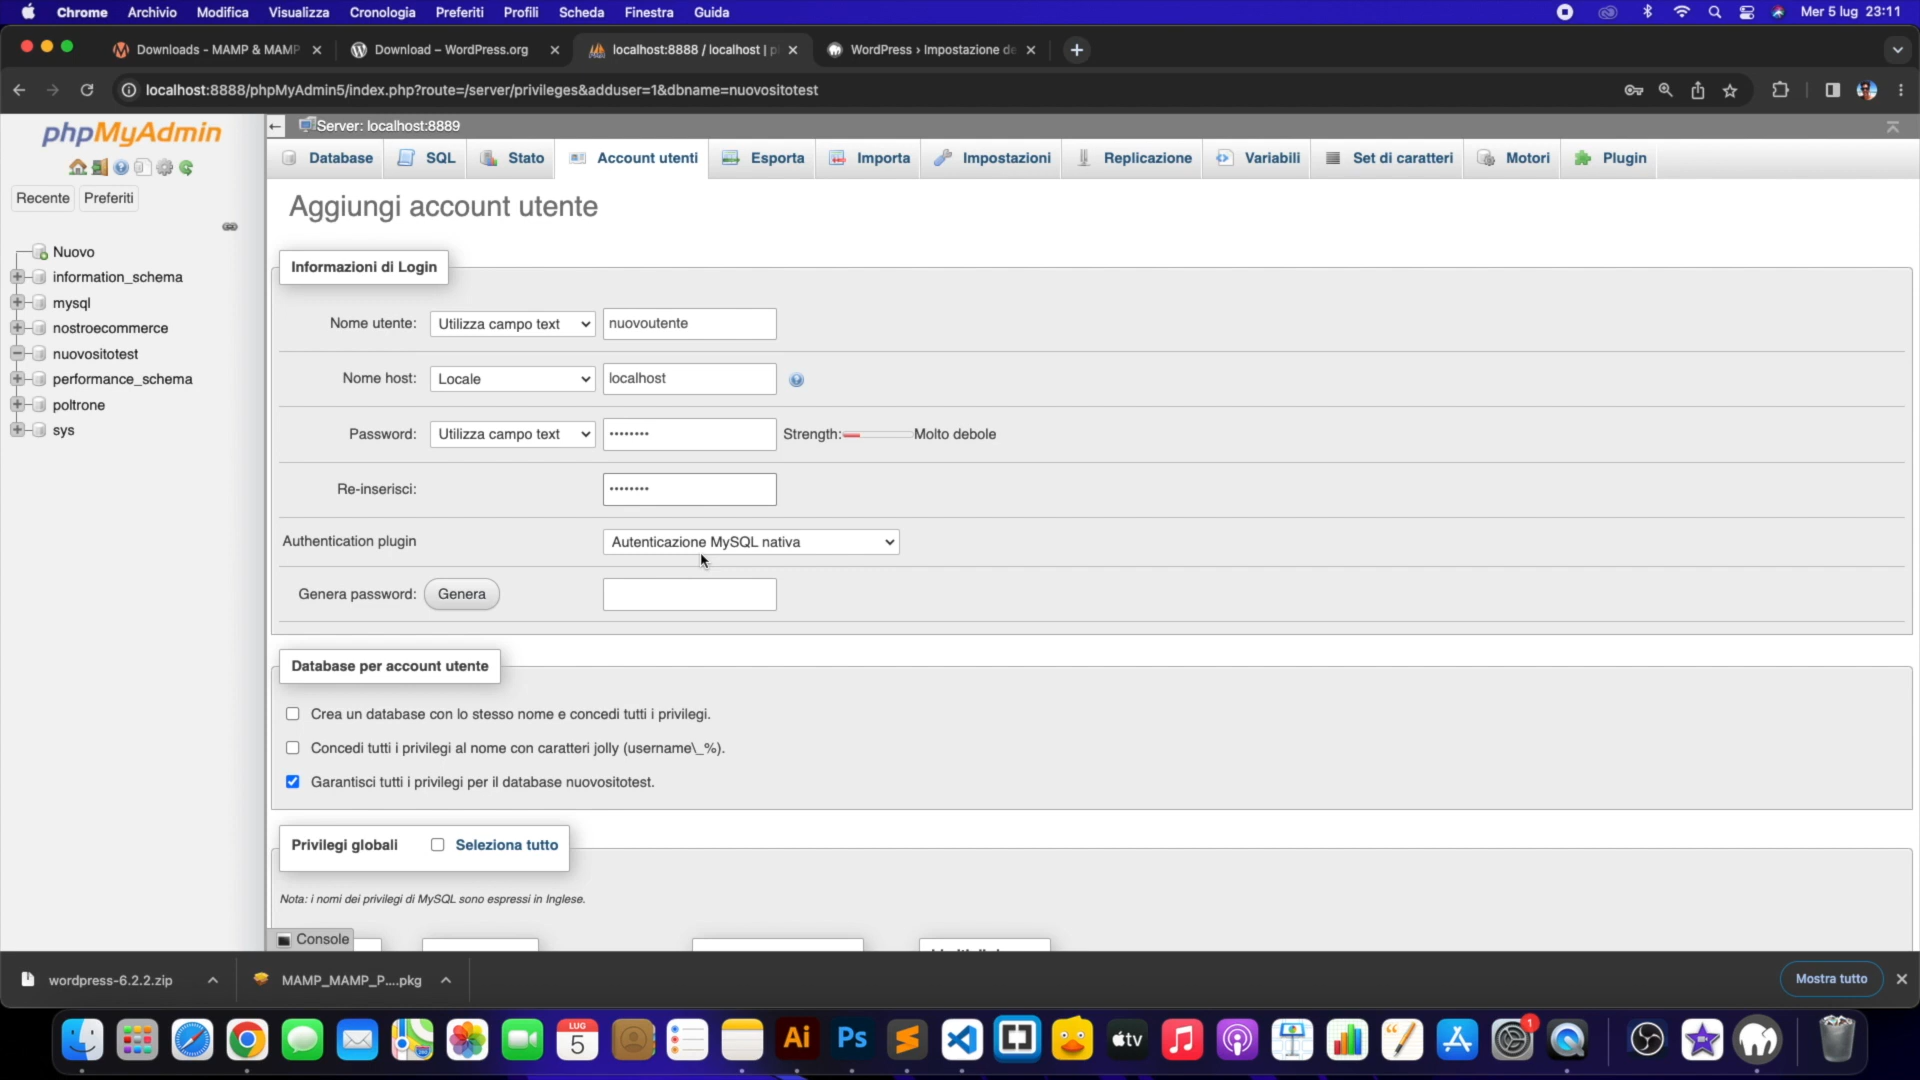 Chrome Archivio Modifica Visualizza Cronologia Preferiti Profili Scheda Finestra Guida Mer 5 lug 23:11
Downloads - MAMP & MAMP Download – WordPress.org localhost:8888 / localhost | p WordPress › Impostazione de
localhost:8888/phpMyAdmin5/index.php?route=/server/privileges&adduser=1&dbname=nuovositotest
phpMyAdmin
Recente Preferiti
Nuovo
information_schema
mysql
nostroecommerce
nuovositotest
performance_schema
poltrone
sys
Server: localhost:8889
Database SQL Stato Account utenti Esporta Importa Impostazioni Replicazione Variabili Set di caratteri Motori Plugin
Aggiungi account utente
Informazioni di Login
Nome utente: Utilizza campo text nuovoutente
Nome host: Locale localhost
Password: Utilizza campo text •••••••• Strength: Molto debole
Re-inserisci: ••••••••
Authentication plugin Autenticazione MySQL nativa
Genera password: Genera
Database per account utente
Crea un database con lo stesso nome e concedi tutti i privilegi.
Concedi tutti i privilegi al nome con caratteri jolly (username\_%).
Garantisci tutti i privilegi per il database nuovositotest.
Privilegi globali Seleziona tutto
Nota: i nomi dei privilegi di MySQL sono espressi in Inglese.
Console
wordpress-6.2.2.zip MAMP_MAMP_P....pkg Mostra tutto
LUG
5
Ai Ps tv 1